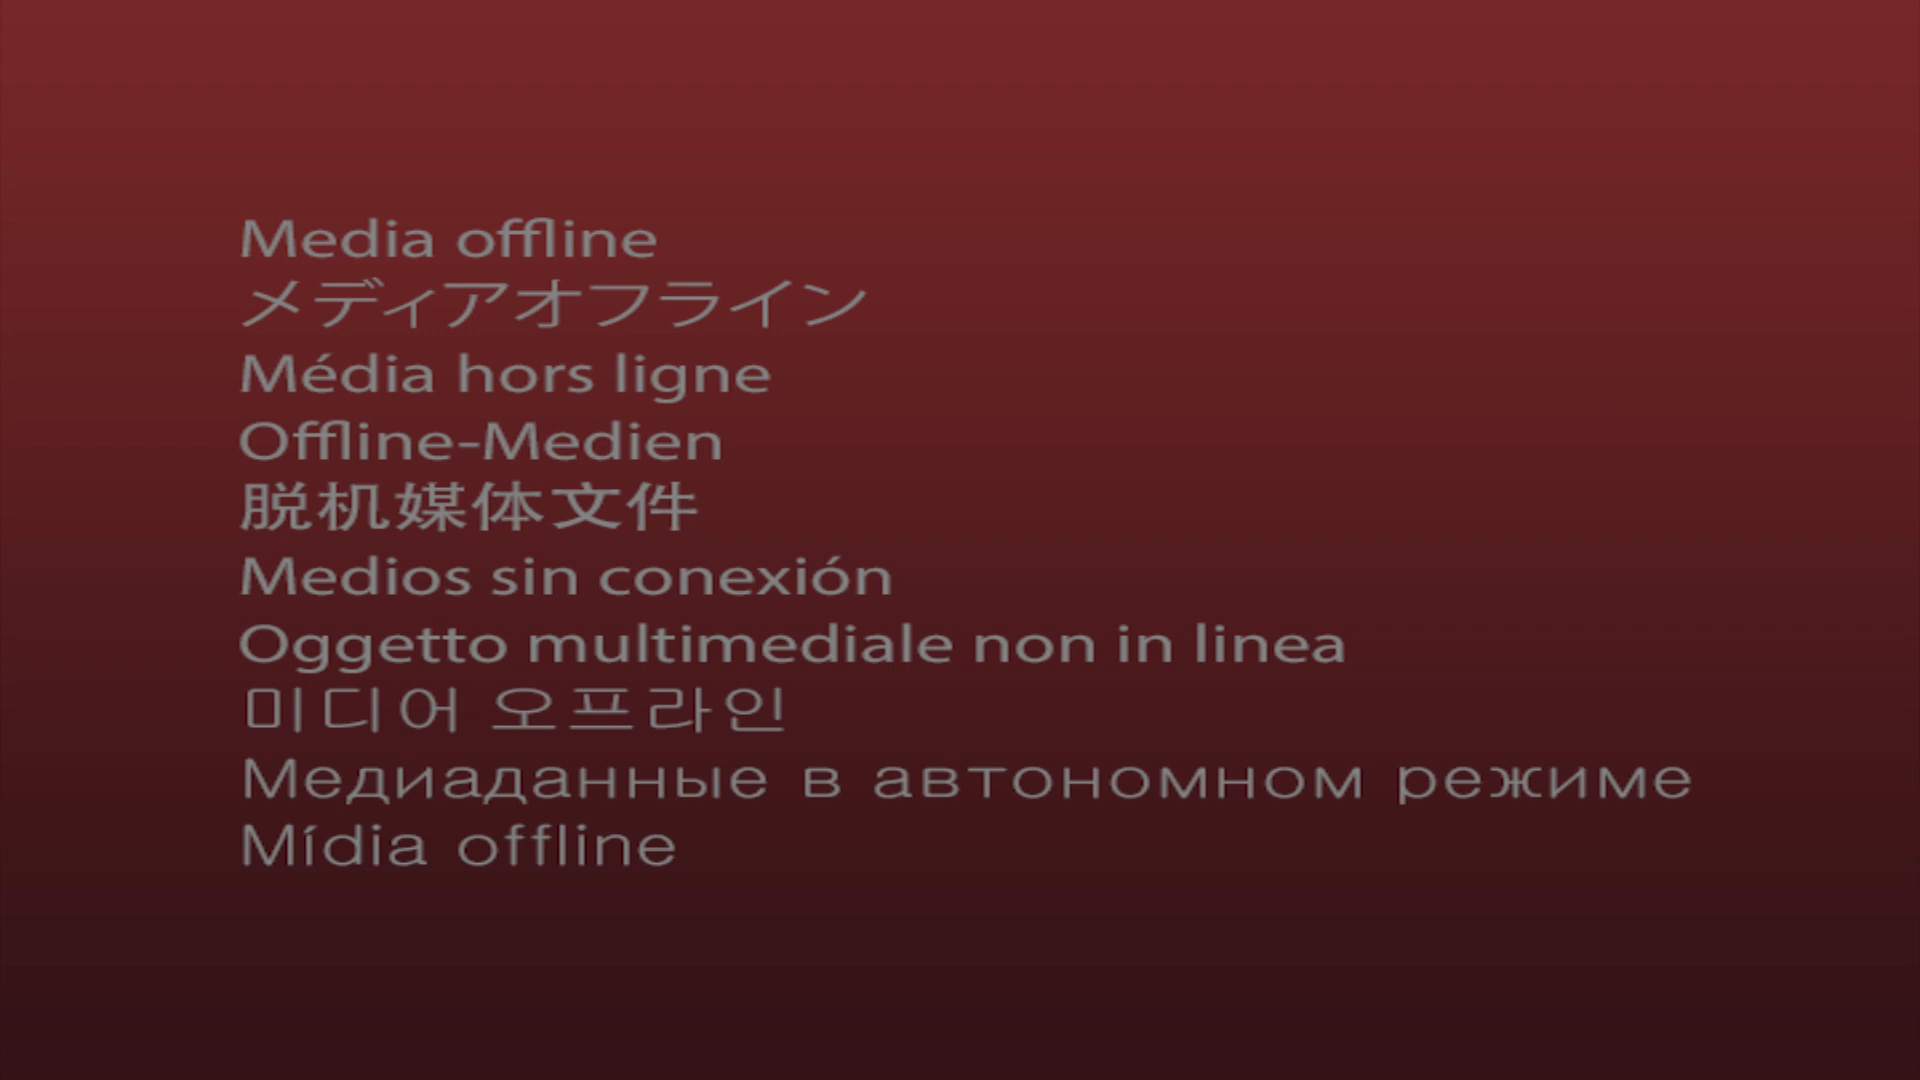 Media offline
メディアオフライン
Média hors ligne
Offline-Medien
脱机媒体文件
Medios sin conexión
Oggetto multimediale non in linea
미디어 오프라인
Медиаданные в автономном режиме
Mídia offline